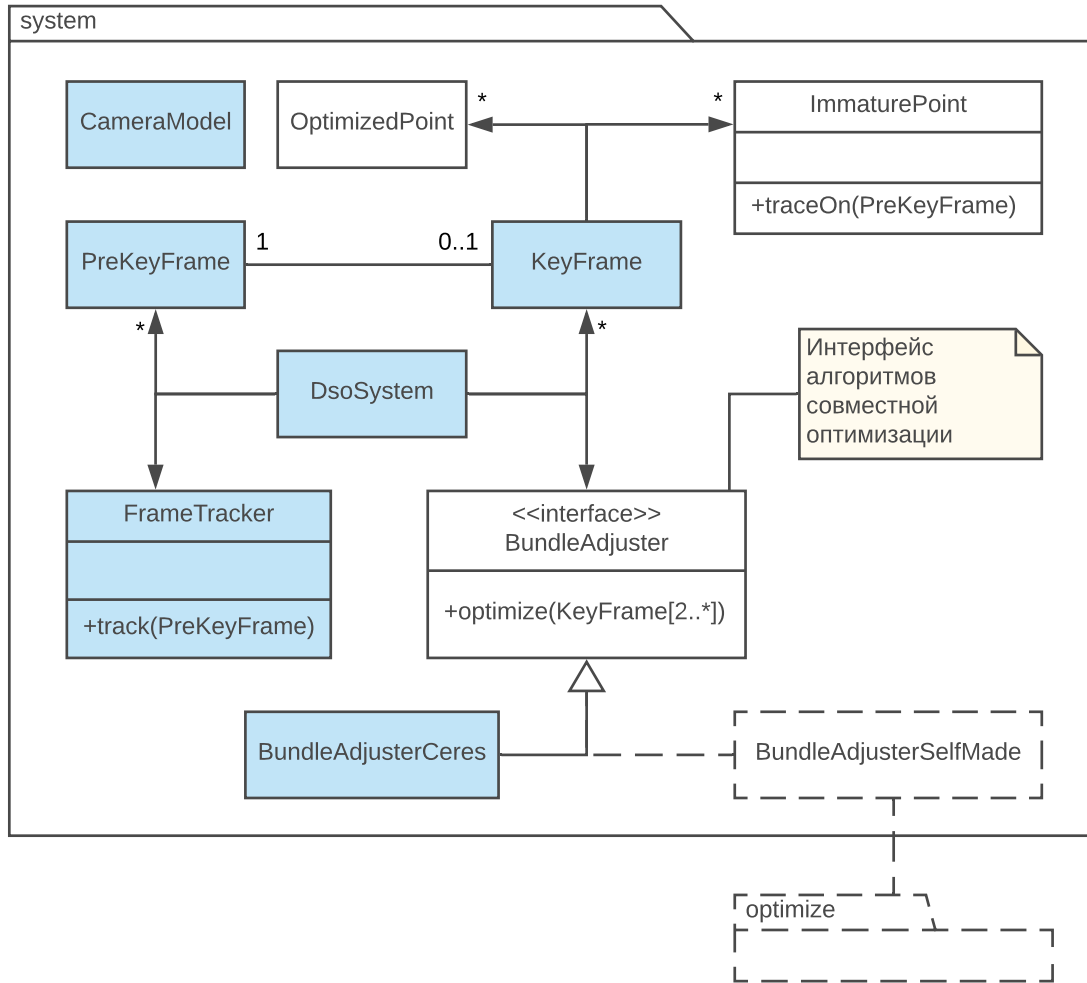 system
CameraModel
OptimizedPoint
*
*
ImmaturePoint
+traceOn(PreKeyFrame)
PreKeyFrame
1
0..1
KeyFrame
*
*
DsoSystem
Интерфейс
алгоритмов
совместной
оптимизации
FrameTracker
+track(PreKeyFrame)
<<interface>>
BundleAdjuster
+optimize(KeyFrame[2..*])
BundleAdjusterCeres
BundleAdjusterSelfMade
optimize